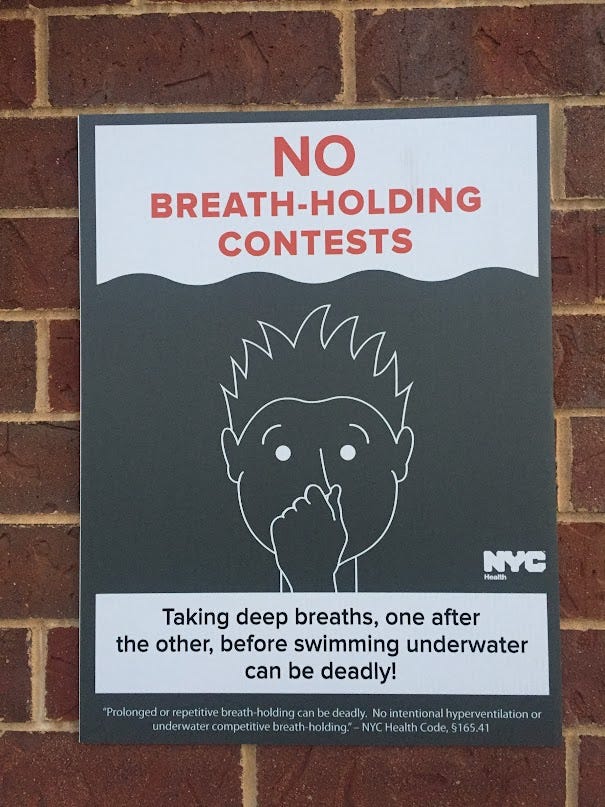 NO
BREATH-HOLDING
CONTESTS
NYC
Health
Taking deep breaths, one after
the other, before swimming underwater
can be deadly!
"Prolonged or repetitive breath-holding can be deadly. No intentional hyperventilation or
underwater competitive breath-holding." – NYC Health Code, §165.41